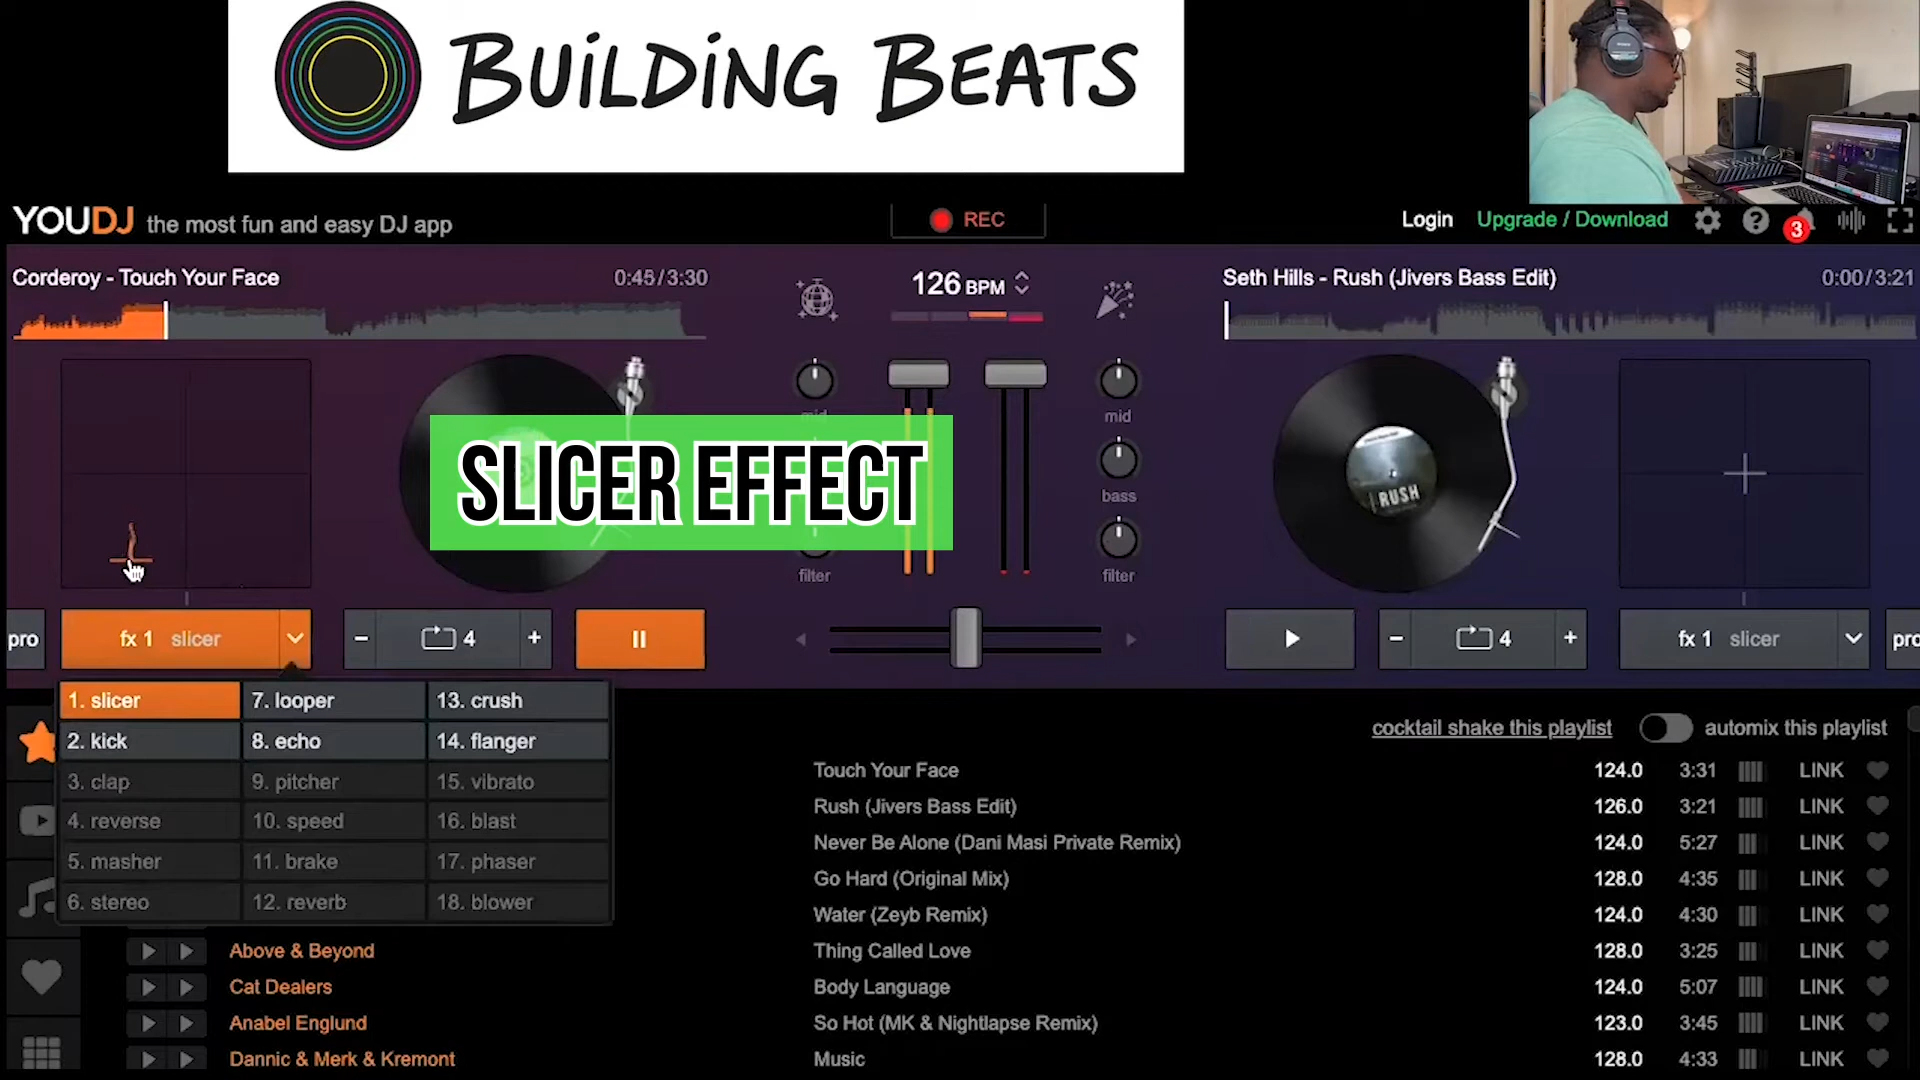 BUiLDiNG BEATS
YOUDJ the most fun and easy DJ app
REC
Login Upgrade / Download
3
Corderoy - Touch Your Face 0:45/3:30
126 BPM
Seth Hills - Rush (Jivers Bass Edit) 0:00/3:21
mid
mid
SLICER EFFECT
RUSH
bass
filter
filter
pro fx 1 slicer - 4 +
- 4 + fx 1 slicer pro
1. slicer 7. looper 13. crush
2. kick 8. echo 14. flanger
3. clap 9. pitcher 15. vibrato
4. reverse 10. speed 16. blast
5. masher 11. brake 17. phaser
6. stereo 12. reverb 18. blower
cocktail shake this playlist automix this playlist
Touch Your Face 124.0 3:31 LINK
Rush (Jivers Bass Edit) 126.0 3:21 LINK
Never Be Alone (Dani Masi Private Remix) 124.0 5:27 LINK
Go Hard (Original Mix) 128.0 4:35 LINK
Water (Zeyb Remix) 124.0 4:30 LINK
Above & Beyond Thing Called Love 128.0 3:25 LINK
Cat Dealers Body Language 124.0 5:07 LINK
Anabel Englund So Hot (MK & Nightlapse Remix) 123.0 3:45 LINK
Dannic & Merk & Kremont Music 128.0 4:33 LINK